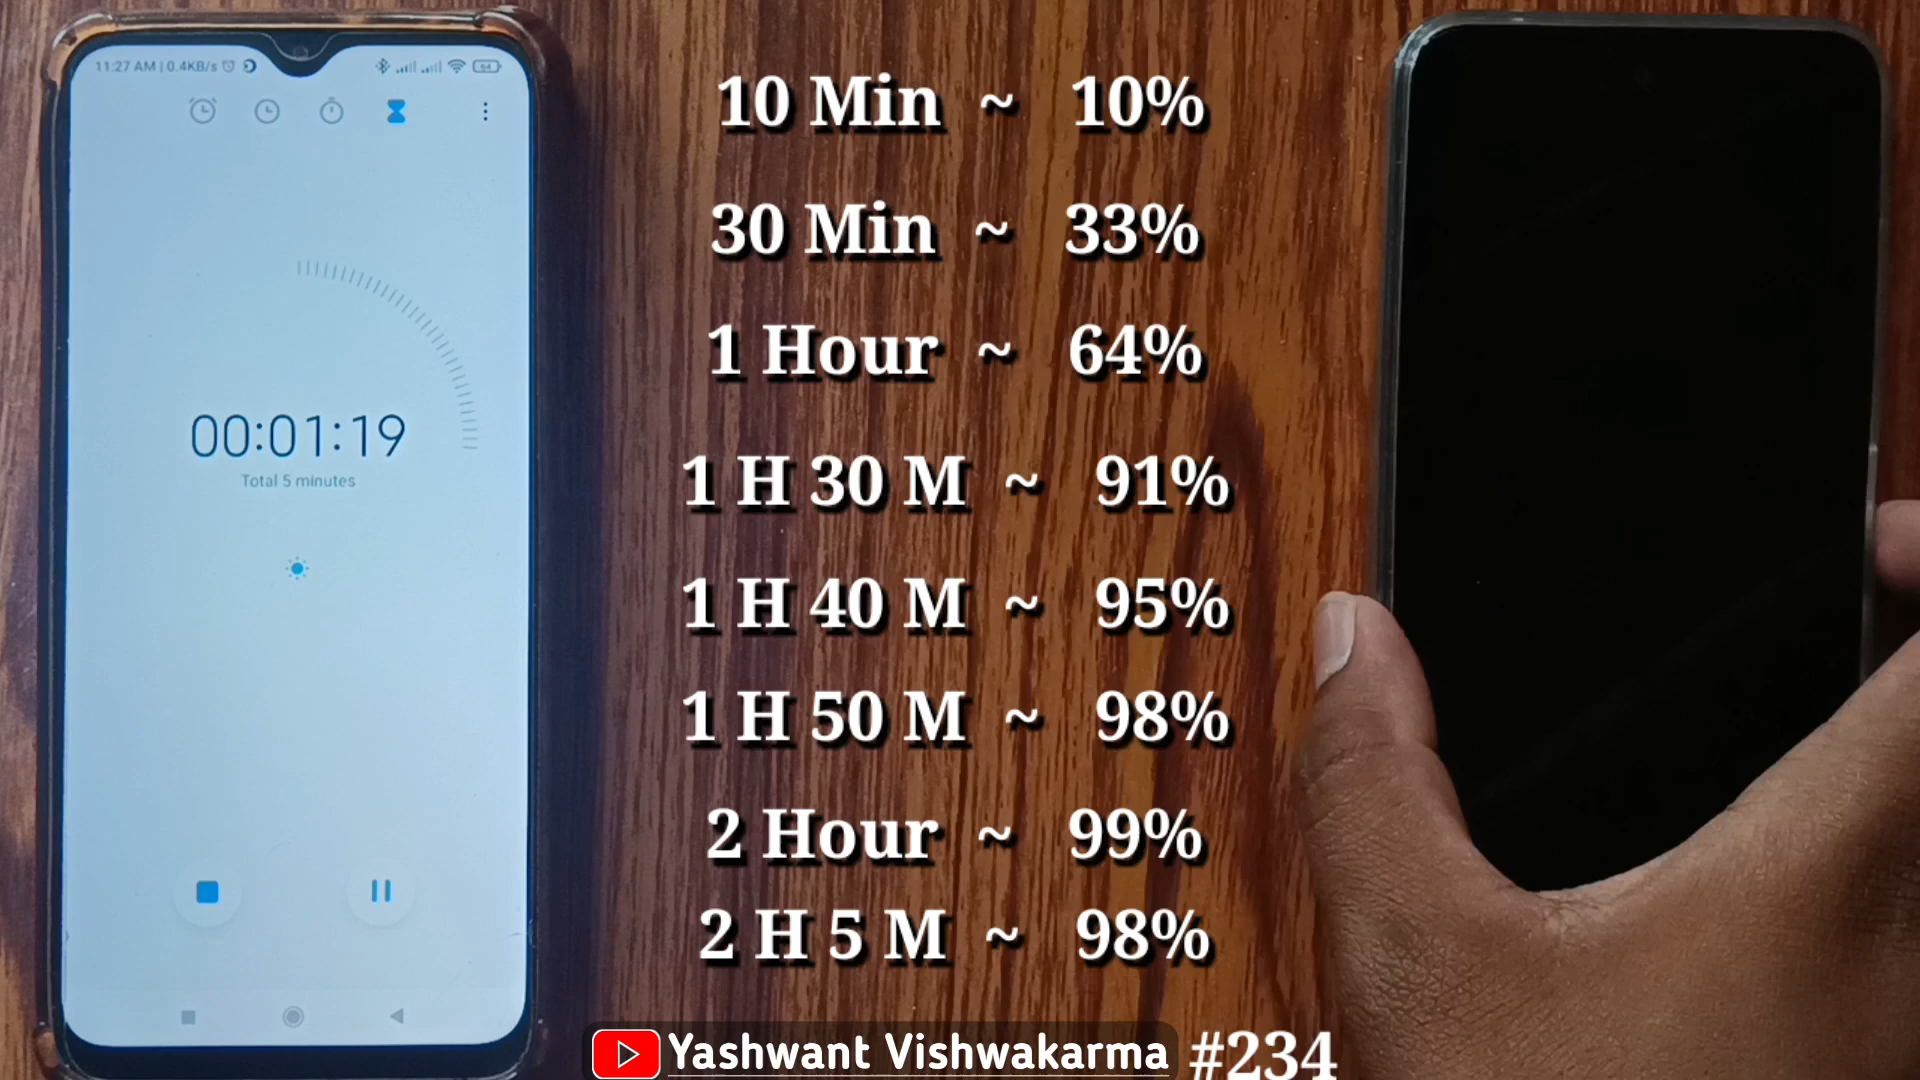 11:27 AM | 0.4KB/s
64
00:01:19
Total 5 minutes
10 Min ~ 10%
30 Min ~ 33%
1 Hour ~ 64%
1 H 30 M ~ 91%
1 H 40 M ~ 95%
1 H 50 M ~ 98%
2 Hour ~ 99%
2 H 5 M ~ 98%
Yashwant Vishwakarma #234